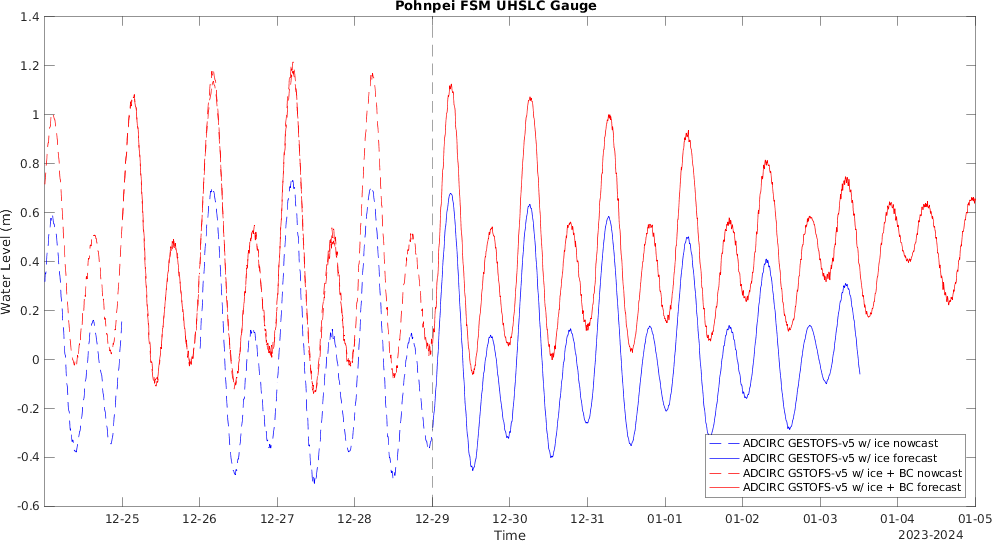 Pohnpei FSM UHSLC Gauge
Water Level (m)
1.4
1.2
1
0.8
0.6
0.4
0.2
0
-0.2
-0.4
-0.6
ADCIRC GESTOFS-v5 w/ ice nowcast
ADCIRC GESTOFS-v5 w/ ice forecast
ADCIRC GSTOFS-v5 w/ ice + BC nowcast
ADCIRC GSTOFS-v5 w/ ice + BC forecast
12-25 12-26 12-27 12-28 12-29 12-30 12-31 01-01 01-02 01-03 01-04 01-05
Time
2023-2024